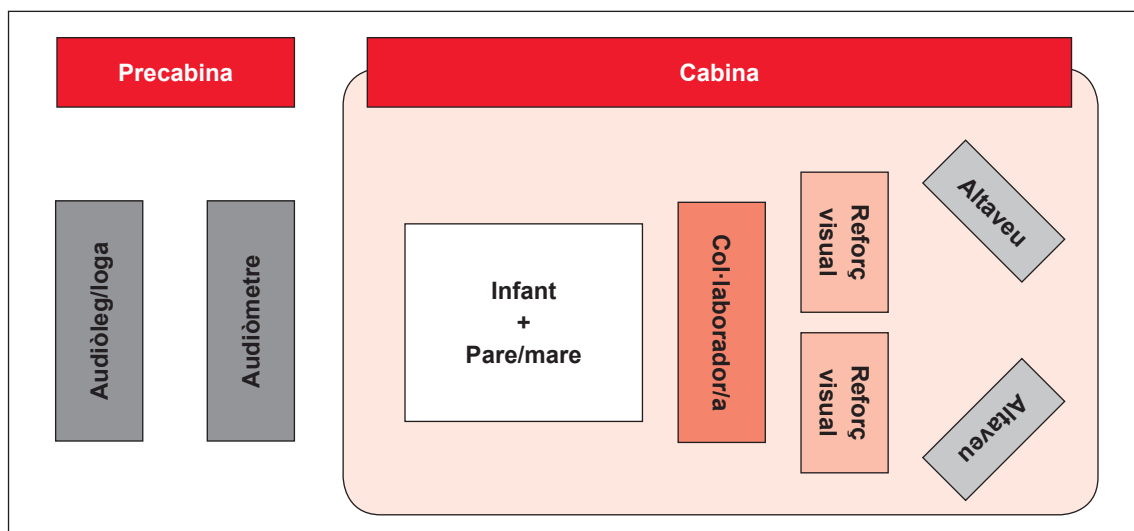 Precabina
Cabina
Audiòleg/loga
Audiòmetre
Infant
+
Pare/mare
Col·laborador/a
Reforç
visual
Reforç
visual
Altaveu
Altaveu